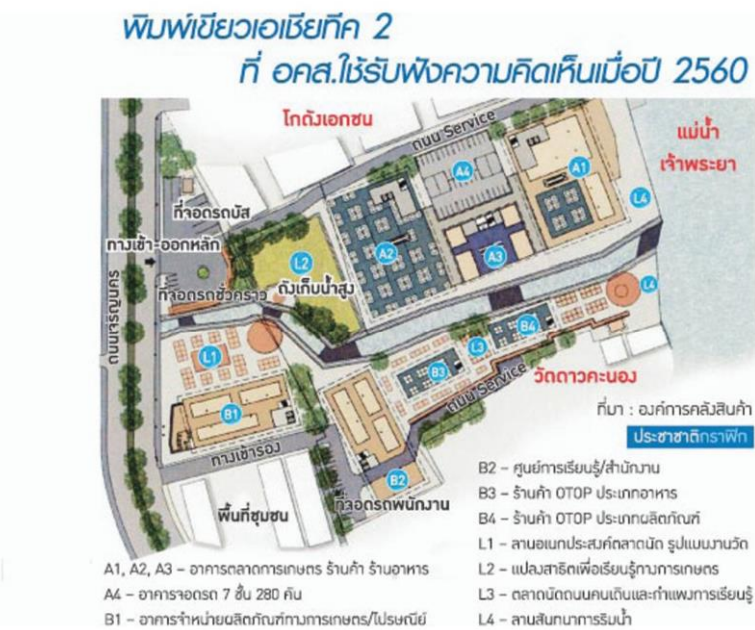 พิมพ์เขียวเอเชียทีค 2
ที่ อคส.ใช้รับฟังความคิดเห็นเมื่อปี 2560
โกดังเอกชน
ถนน Service
แม่น้ำ
เจ้าพระยา
A4
A1
L4
ที่จอดรถบัส
ทางเข้า-ออกหลัก
L2
A2
A3
ที่จอดรถชั่วคราว
ถังเก็บน้ำสูง
L4
ถนนเจริญนคร
B4
L3
L1
B3
วัดดาวคะนอง
ถนน Service
B1
ที่มา : องค์การคลังสินค้า
ประชาชาติกราฟิก
ทางเข้ารอง
B2
พื้นที่ชุมชน
ที่จอดรถพนักงาน
A1, A2, A3 – อาคารตลาดการเกษตร ร้านค้า ร้านอาหาร
A4 – อาคารจอดรถ 7 ชั้น 280 คัน
B1 – อาคารจำหน่ายผลิตภัณฑ์ทางการเกษตร/ไปรษณีย์
B2 – ศูนย์การเรียนรู้/สำนักงาน
B3 – ร้านค้า OTOP ประเภทอาหาร
B4 – ร้านค้า OTOP ประเภทผลิตภัณฑ์
L1 – ลานอเนกประสงค์ตลาดนัด รูปแบบงานวัด
L2 – แปลงสาธิตเพื่อเรียนรู้ทางการเกษตร
L3 – ตลาดนัดถนนคนเดินและกำแพงการเรียนรู้
L4 – ลานสันทนาการริมน้ำ